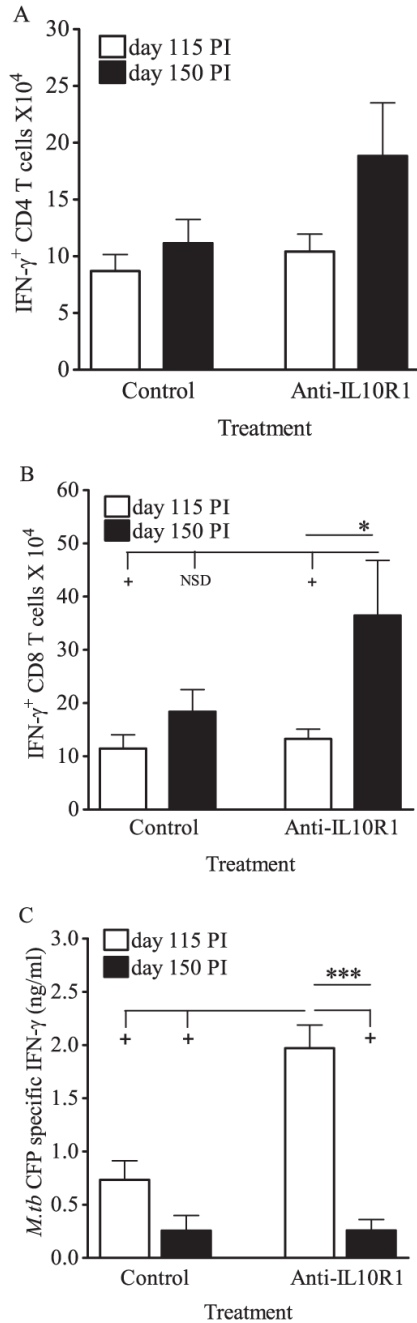 A
IFN-γ+ CD4 T cells X10⁴
30
25
20
15
10
5
0
day 115 PI
day 150 PI
Control
Anti-IL10R1
Treatment
B
IFN-γ+ CD8 T cells X 10⁴
60
50
40
30
20
10
0
day 115 PI
day 150 PI
*
+
NSD
+
Control
Anti-IL10R1
Treatment
C
M.tb CFP specific IFN-γ (ng/ml)
3.0
2.5
2.0
1.5
1.0
0.5
0.0
day 115 PI
day 150 PI
***
+
+
+
Control
Anti-IL10R1
Treatment